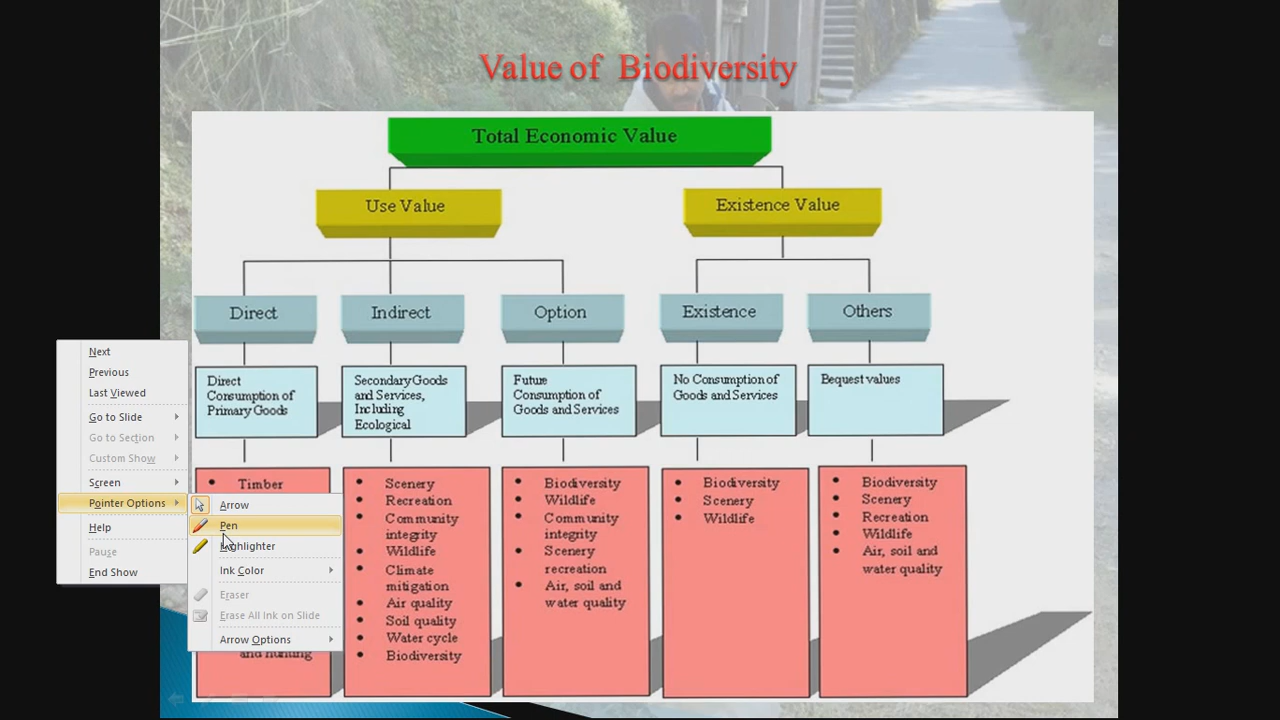 Value of Biodiversity
Total Economic Value
Use Value
Existence Value
Direct
Indirect
Option
Existence
Others
Direct
Consumption of
Primary Goods
Secondary Goods
and Services,
Including
Ecological
Future
Consumption of
Goods and Services
No Consumption of
Goods and Services
Bequest values
• Timber
and hunting
• Scenery
• Recreation
• Community
integrity
• Wildlife
• Climate
mitigation
• Air quality
• Soil quality
• Water cycle
• Biodiversity
• Biodiversity
• Wildlife
• Community
integrity
• Scenery
recreation
• Air, soil and
water quality
• Biodiversity
• Scenery
• Wildlife
• Biodiversity
• Scenery
• Recreation
• Wildlife
• Air, soil and
water quality
Next
Previous
Last Viewed
Go to Slide
Go to Section
Custom Show
Screen
Pointer Options
Help
Pause
End Show
Arrow
Pen
Highlighter
Ink Color
Eraser
Erase All Ink on Slide
Arrow Options